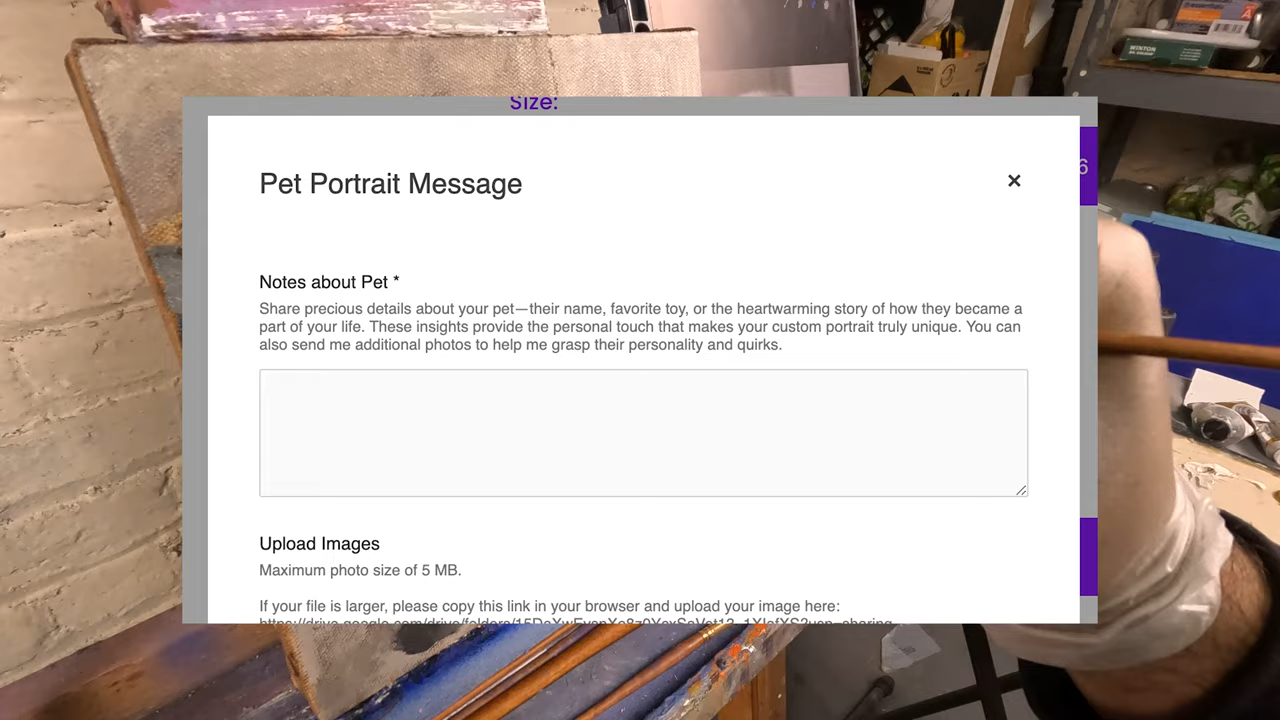 Size:
6
Pet Portrait Message
Notes about Pet *
Share precious details about your pet—their name, favorite toy, or the heartwarming story of how they became a
part of your life. These insights provide the personal touch that makes your custom portrait truly unique. You can
also send me additional photos to help me grasp their personality and quirks.
Upload Images
Maximum photo size of 5 MB.
If your file is larger, please copy this link in your browser and upload your image here:
WINTON